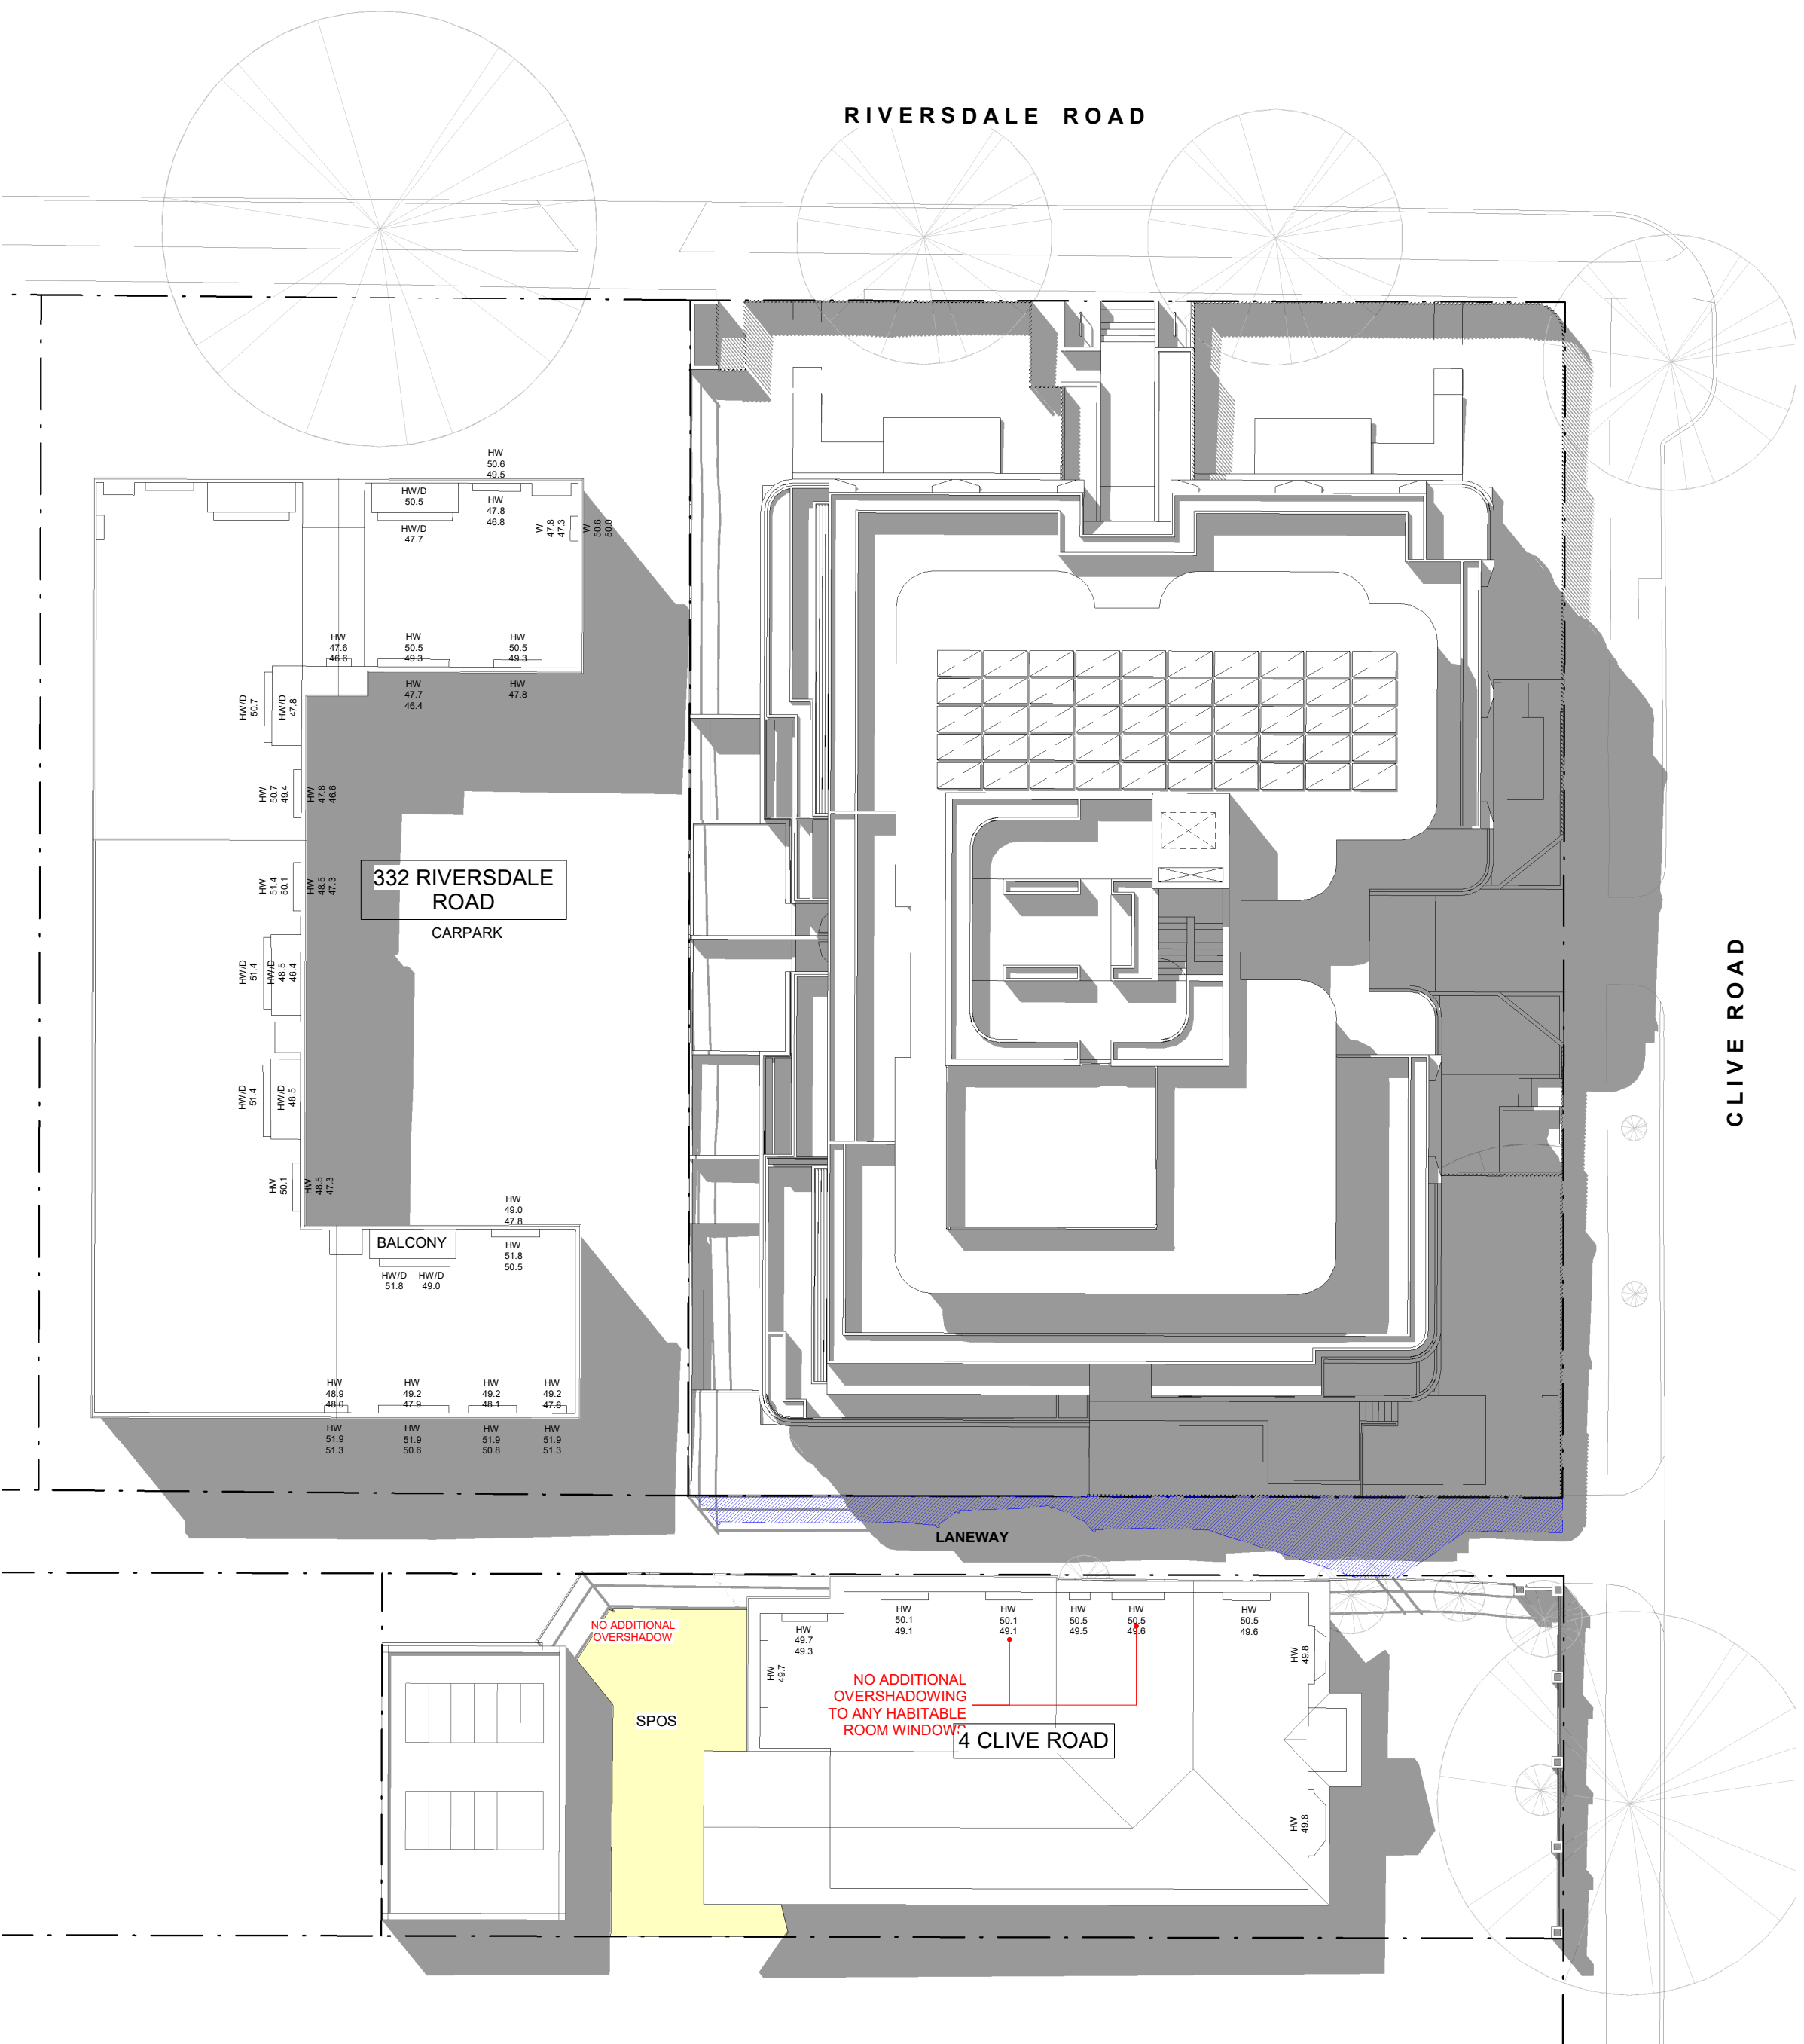 RIVERSDALE ROAD
HW
50.6
49.5
HW/D
50.5
HW
47.8
46.8
HW/D
47.7
W
47.8
47.3
W
50.6
50.0
HW
47.6
46.6
HW
50.5
49.3
HW
50.5
49.3
HW
47.7
46.4
HW
47.8
HW/D
50.7
HW/D
47.8
HW
50.7
49.4
HW
47.8
46.6
HW
51.4
50.1
HW
48.5
47.3
332 RIVERSDALE
ROAD
CARPARK
HW/D
51.4
HW/D
48.5
46.4
CLIVE ROAD
HW/D
51.4
HW/D
48.5
HW
50.1
HW
48.5
47.3
HW
49.0
47.8
BALCONY
HW
51.8
50.5
HW/D
51.8
HW/D
49.0
HW
48.9
48.0
HW
49.2
47.9
HW
49.2
48.1
HW
49.2
47.6
HW
51.9
51.3
HW
51.9
50.6
HW
51.9
50.8
HW
51.9
51.3
LANEWAY
NO ADDITIONAL
OVERSHADOW
HW
49.7
49.3
HW
50.1
49.1
HW
50.1
49.1
HW
50.5
49.5
HW
50.5
49.6
HW
50.5
49.6
HW
49.7
HW
49.8
NO ADDITIONAL
OVERSHADOWING
TO ANY HABITABLE
ROOM WINDOWS
SPOS
4 CLIVE ROAD
HW
49.8